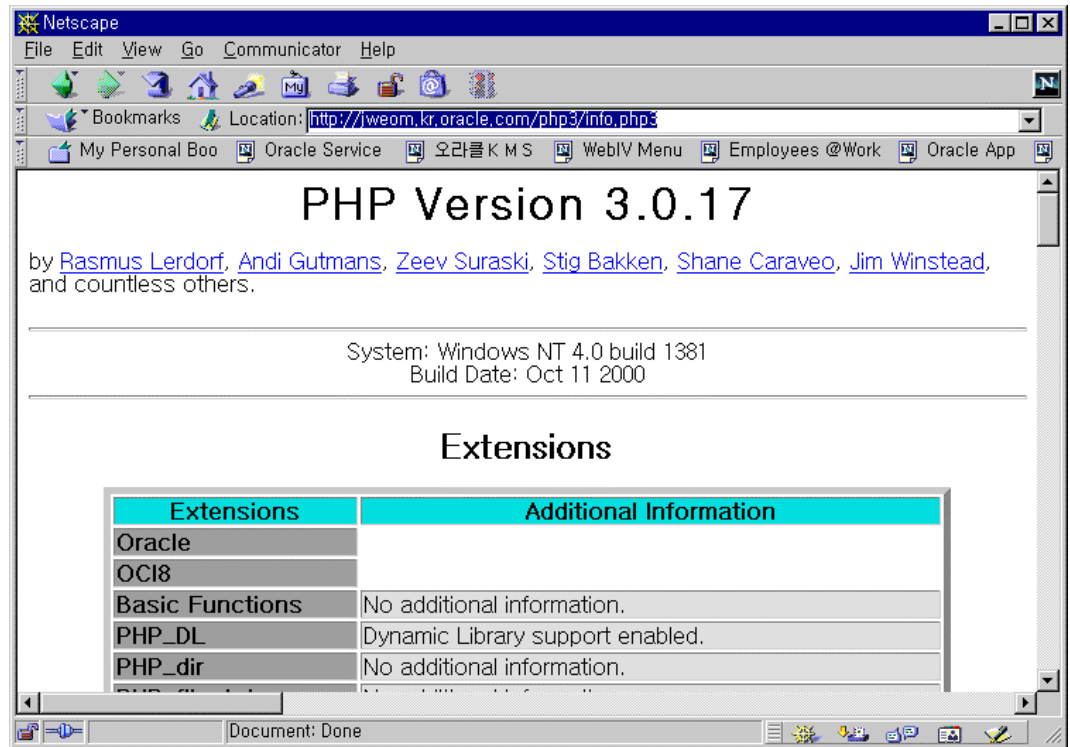 Netscape
File Edit View Go Communicator Help
My
N
Bookmarks Location: http://jweom,kr,oracle,com/php3/info,php3
My Personal Boo Oracle Service 오라클K M S WebIV Menu Employees @Work Oracle App
PHP Version 3.0.17
by Rasmus Lerdorf, Andi Gutmans, Zeev Suraski, Stig Bakken, Shane Caraveo, Jim Winstead,
and countless others.
System: Windows NT 4.0 build 1381
Build Date: Oct 11 2000
Extensions
Extensions Additional Information
Oracle
OCI8
Basic Functions No additional information.
PHP_DL Dynamic Library support enabled.
PHP_dir No additional information.
Document: Done